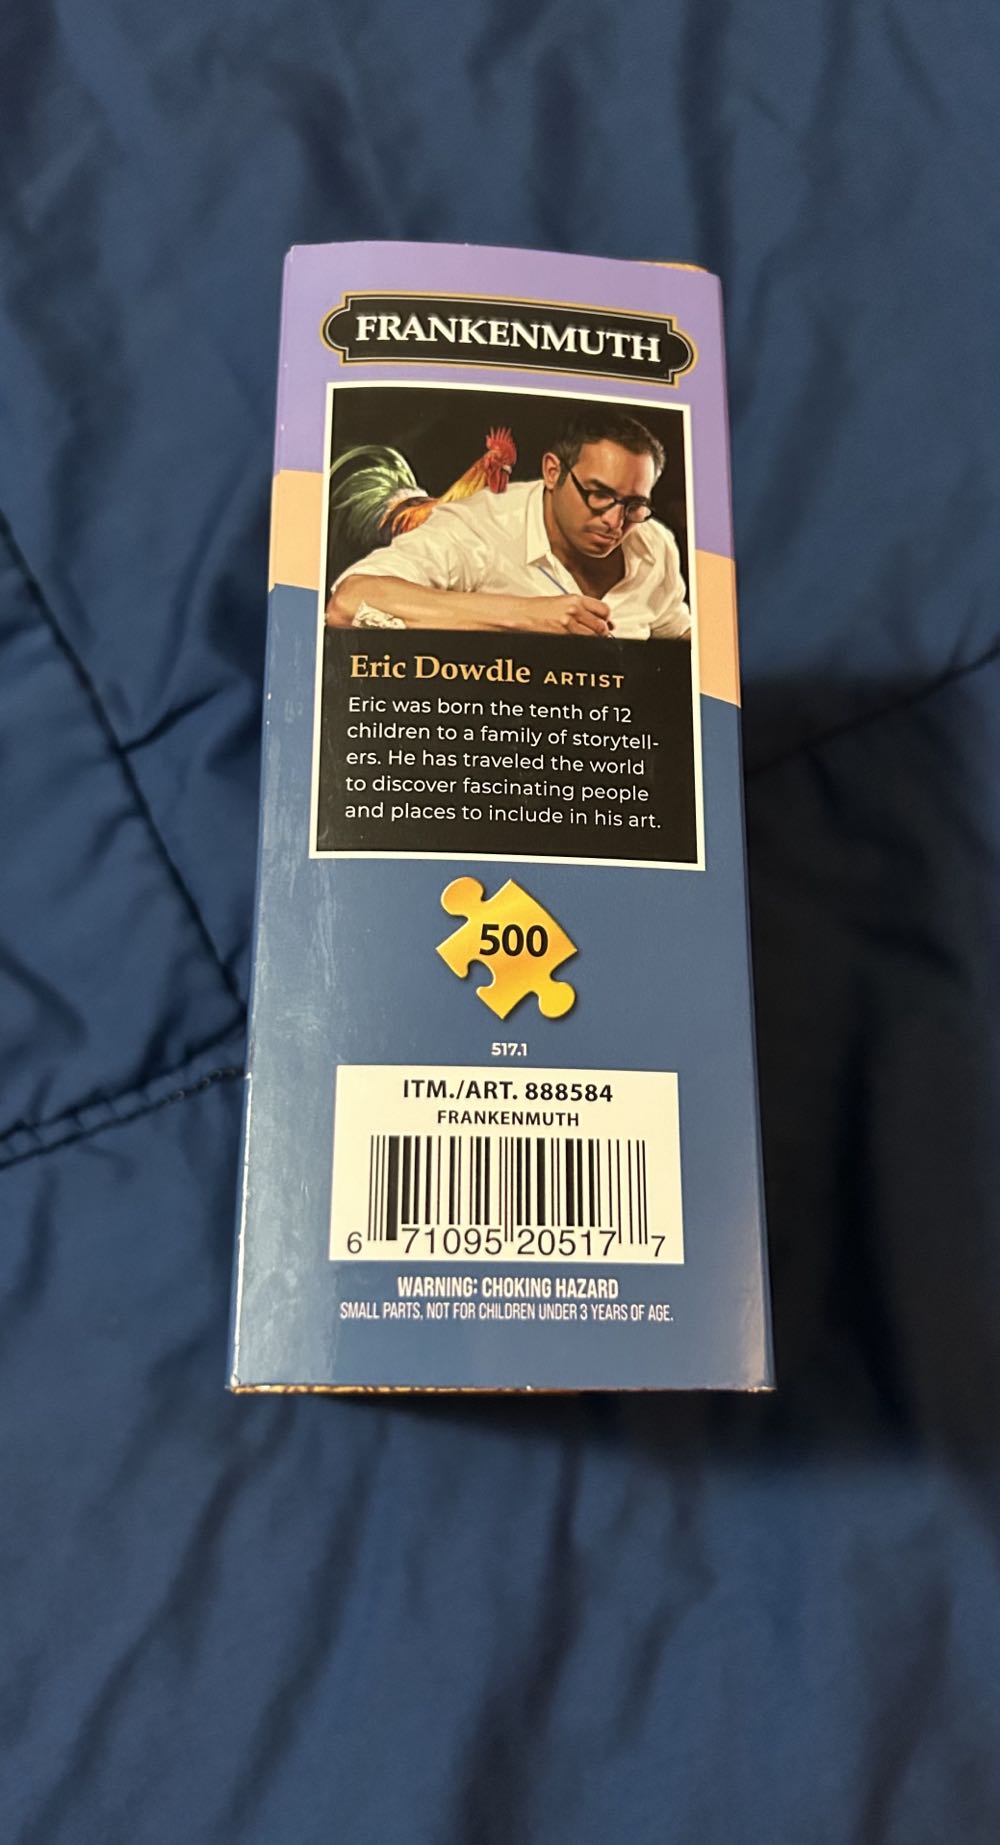 FRANKENMUTH
Eric Dowdle ARTIST
Eric was born the tenth of 12
children to a family of storytell-
ers. He has traveled the world
to discover fascinating people
and places to include in his art.
500
517.1
ITM./ART. 888584
FRANKENMUTH
6 71095 20517 7
WARNING: CHOKING HAZARD
SMALL PARTS, NOT FOR CHILDREN UNDER 3 YEARS OF AGE.